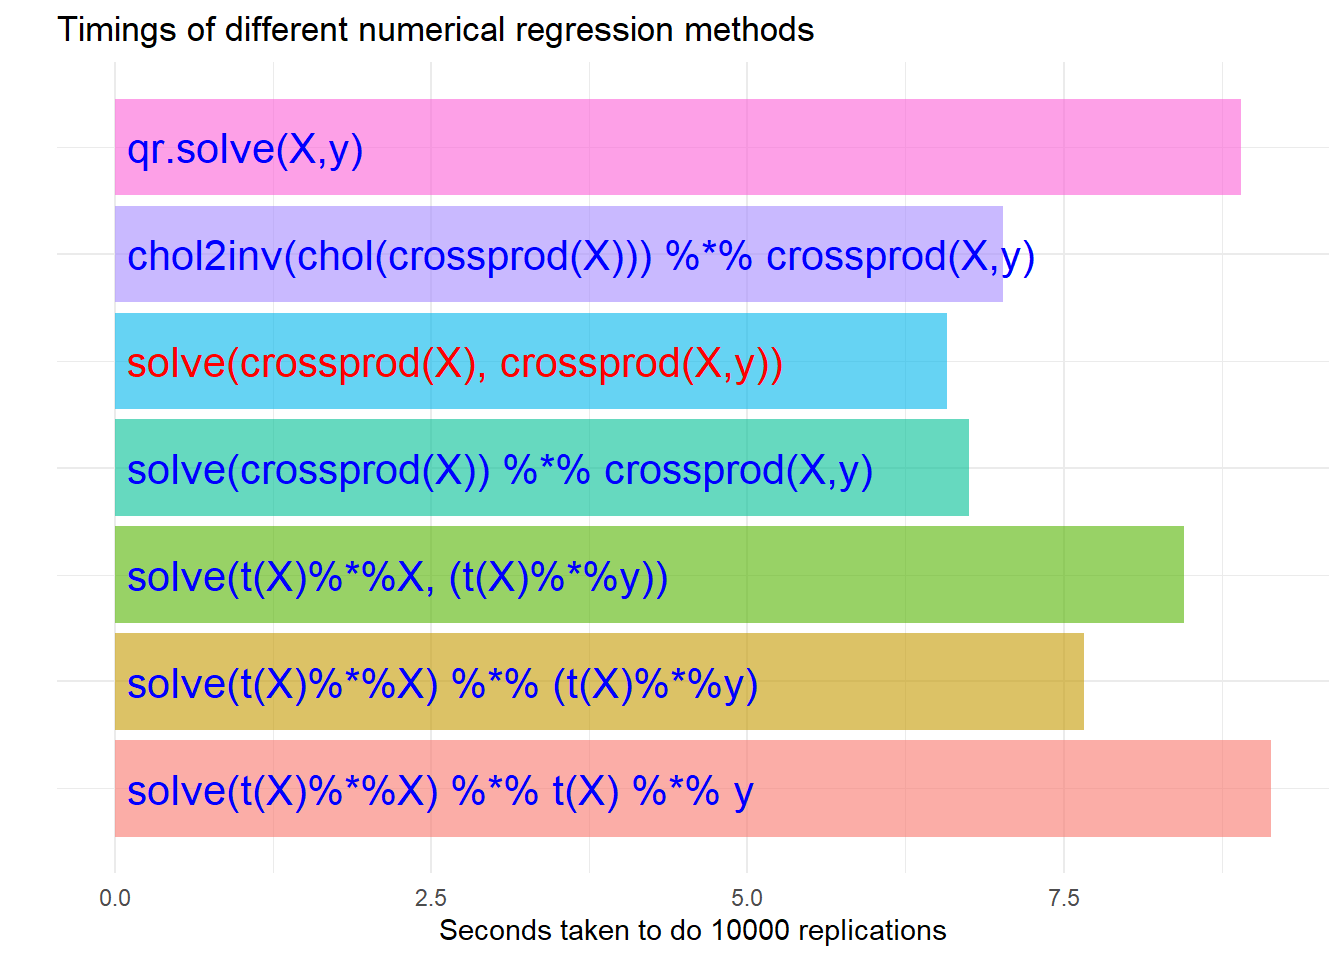 Timings of different numerical regression methods
qr.solve(X,y)
chol2inv(chol(crossprod(X))) %*% crossprod(X,y)
solve(crossprod(X), crossprod(X,y))
solve(crossprod(X)) %*% crossprod(X,y)
solve(t(X)%*%X, (t(X)%*%y))
solve(t(X)%*%X) %*% (t(X)%*%y)
solve(t(X)%*%X) %*% t(X) %*% y
0.0 2.5 5.0 7.5
Seconds taken to do 10000 replications